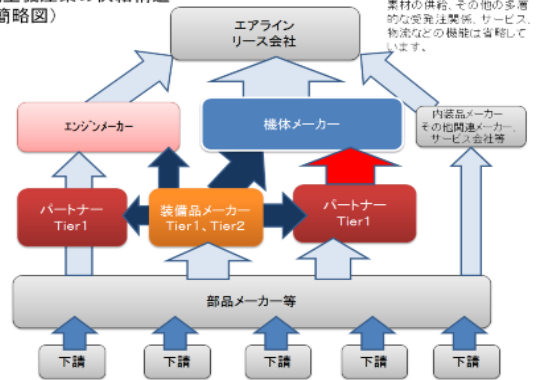 簡略図）
素材の供給、その他の多層
的な受発注関係、サービス、
物流などの機能は省略して
います。
エアライン
リース会社
エンジンメーカー
機体メーカー
内装品メーカー
その他関連メーカー、
サービス会社等
パートナー
Tier1
装備品メーカー
Tier1、Tier2
パートナー
Tier1
部品メーカー等
下請
下請
下請
下請
下請